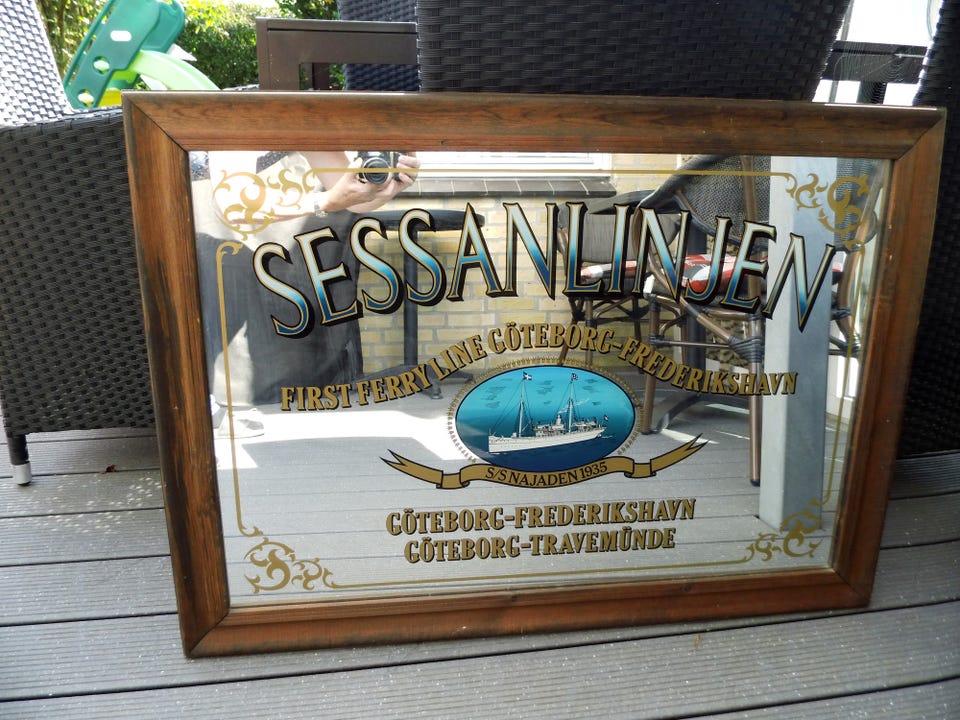 SESSANLINJEN
FIRST FERRY LINE GÖTEBORG-FREDERIKSHAVN
S/S NAJADEN 1935
GÖTEBORG-FREDERIKSHAVN
GÖTEBORG-TRAVEMÜNDE